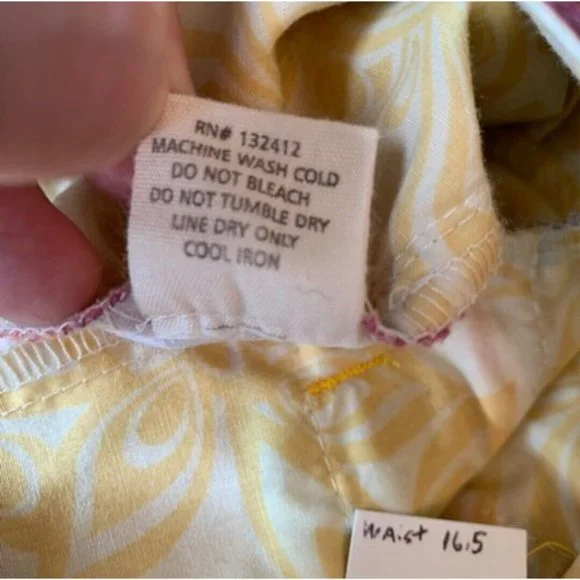 RN# 132412
MACHINE WASH COLD
DO NOT BLEACH
DO NOT TUMBLE DRY
LINE DRY ONLY
COOL IRON
Waist 16.5